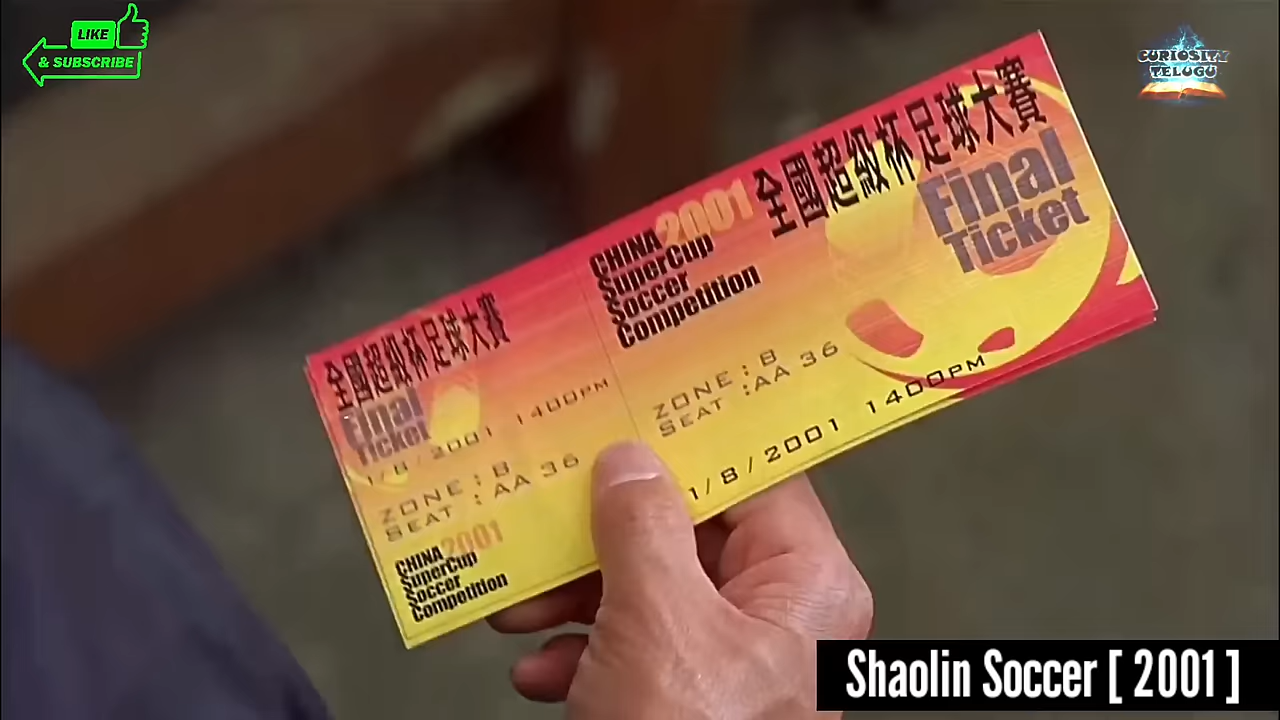 LIKE
& SUBSCRIBE
CURIOSITY
TELUGU
全國超級杯足球大賽
Final
Ticket
CHINA 2001
SuperCup
Soccer
Competition
ZONE : B
SEAT : AA 36
1/8/2001 1400PM
全國超級杯足球大賽
Final
Ticket
1/8/2001 1400PM
ZONE : B
SEAT : AA 36
CHINA 2001
SuperCup
Soccer
Competition
Shaolin Soccer [ 2001 ]